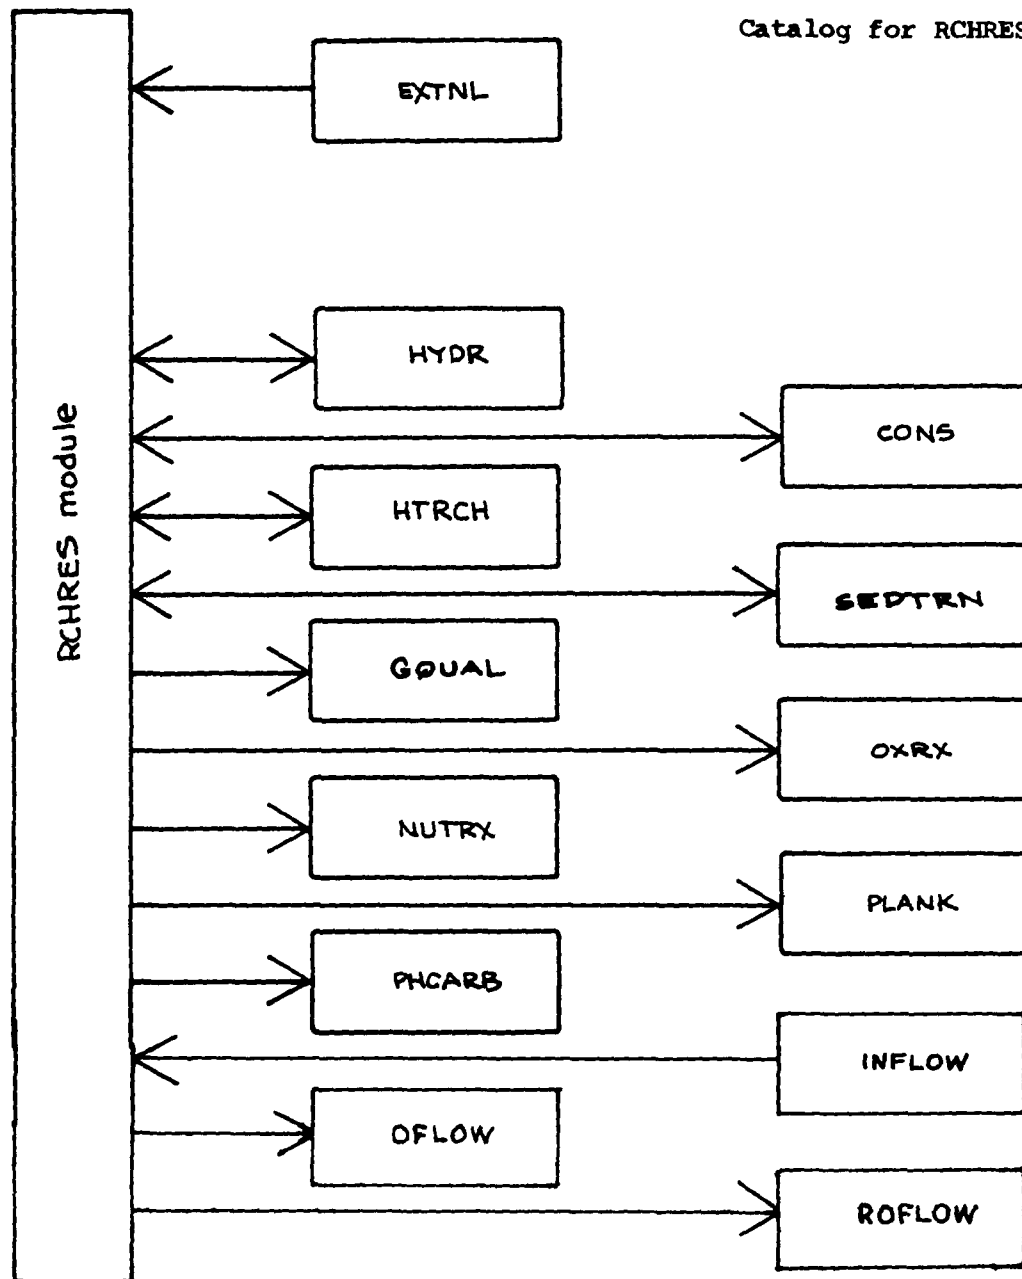 Catalog for RCHRES
EXTNL
RCHRES module
HYDR
CONS
HTRCH
SEDTRN
GQUAL
OXRX
NUTRX
PLANK
PHCARB
INFLOW
OFLOW
ROFLOW